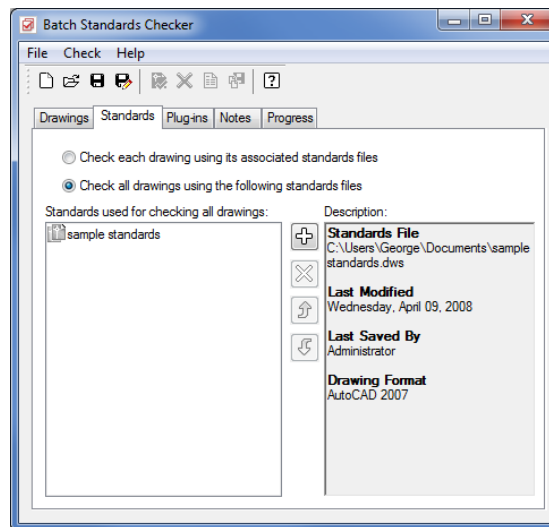 Batch Standards Checker
File Check Help
Drawings Standards Plug-ins Notes Progress
Check each drawing using its associated standards files
Check all drawings using the following standards files
Standards used for checking all drawings:
sample standards
Description:
Standards File
C:\Users\George\Documents\sample
standards.dws
Last Modified
Wednesday, April 09, 2008
Last Saved By
Administrator
Drawing Format
AutoCAD 2007